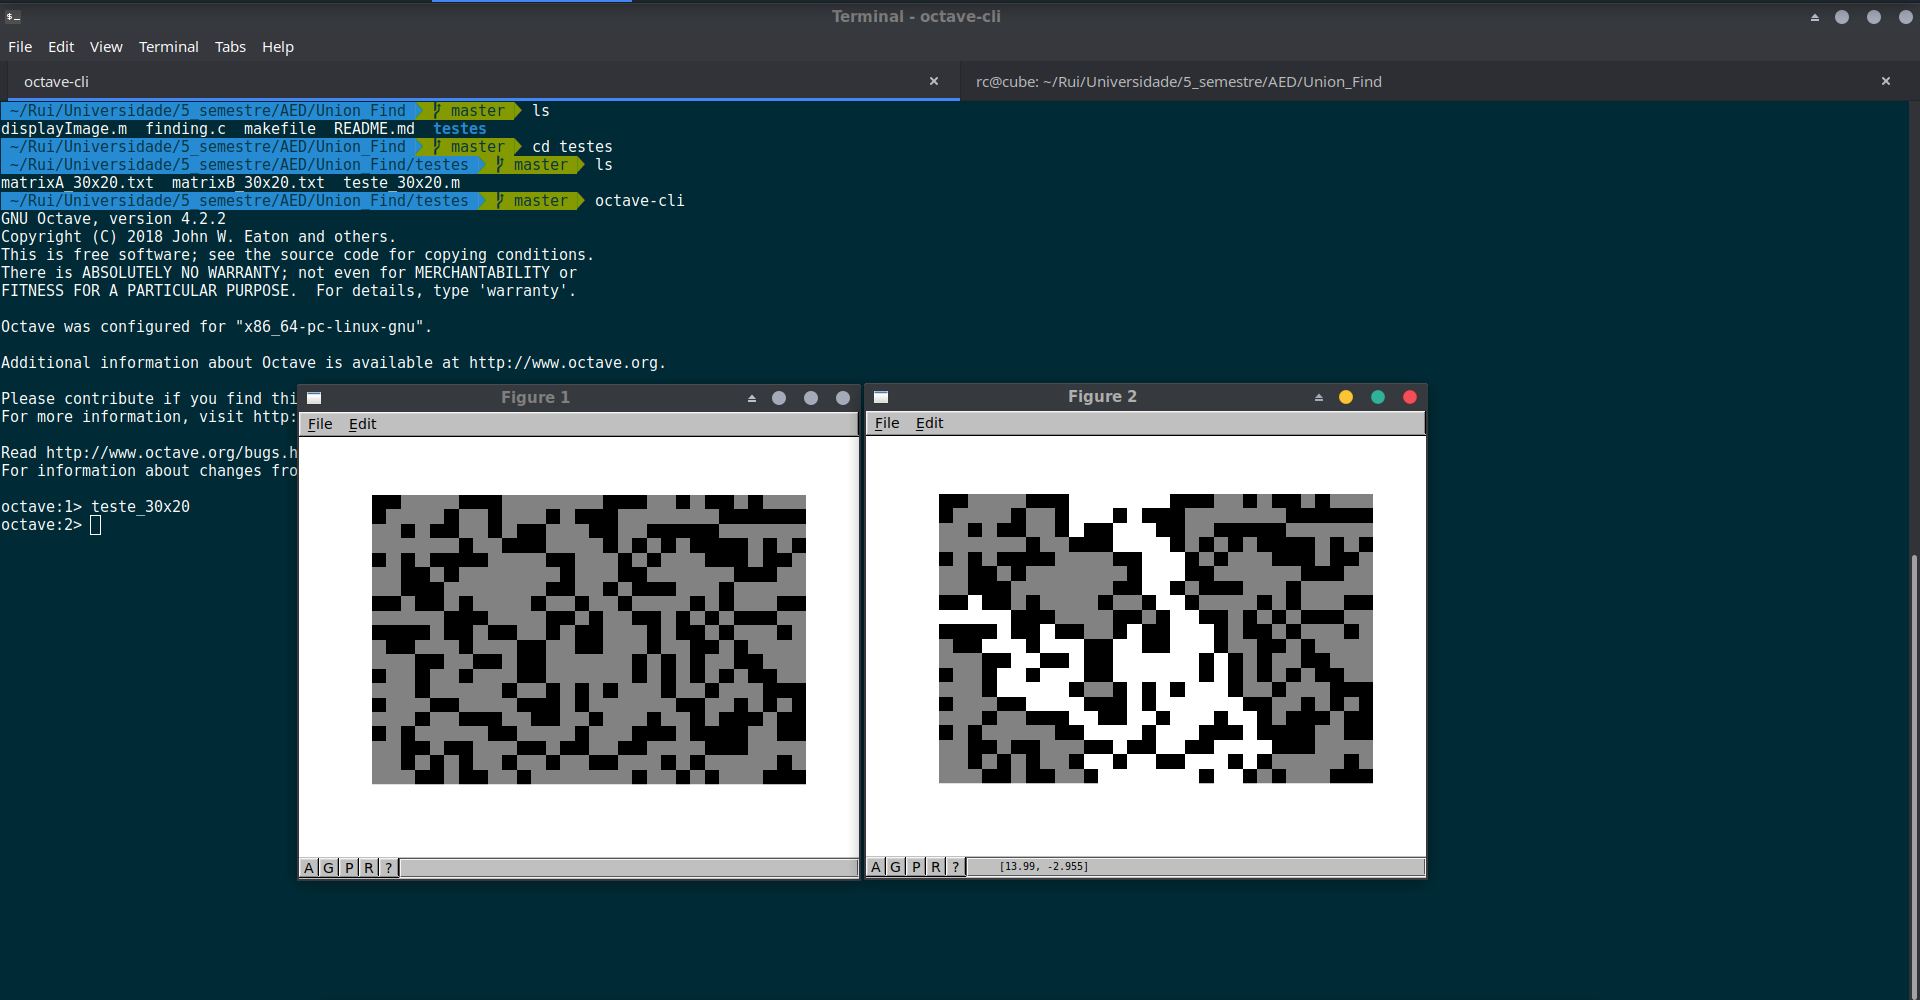 Terminal - octave-cli
File Edit View Terminal Tabs Help
octave-cli
rc@cube: ~/Rui/Universidade/5_semestre/AED/Union_Find
~/Rui/Universidade/5_semestre/AED/Union_Find master ls
displayImage.m finding.c makefile README.md testes
~/Rui/Universidade/5_semestre/AED/Union_Find master cd testes
~/Rui/Universidade/5_semestre/AED/Union_Find/testes master ls
matrixA_30x20.txt matrixB_30x20.txt teste_30x20.m
~/Rui/Universidade/5_semestre/AED/Union_Find/testes master octave-cli
GNU Octave, version 4.2.2
Copyright (C) 2018 John W. Eaton and others.
This is free software; see the source code for copying conditions.
There is ABSOLUTELY NO WARRANTY; not even for MERCHANTABILITY or
FITNESS FOR A PARTICULAR PURPOSE. For details, type 'warranty'.
Octave was configured for "x86_64-pc-linux-gnu".
Additional information about Octave is available at http://www.octave.org.
Please contribute if you find thi
For more information, visit http:
Read http://www.octave.org/bugs.h
For information about changes fro
octave:1> teste_30x20
octave:2>
Figure 1
File Edit
A G P R ?
Figure 2
File Edit
A G P R ? [13.99, -2.955]